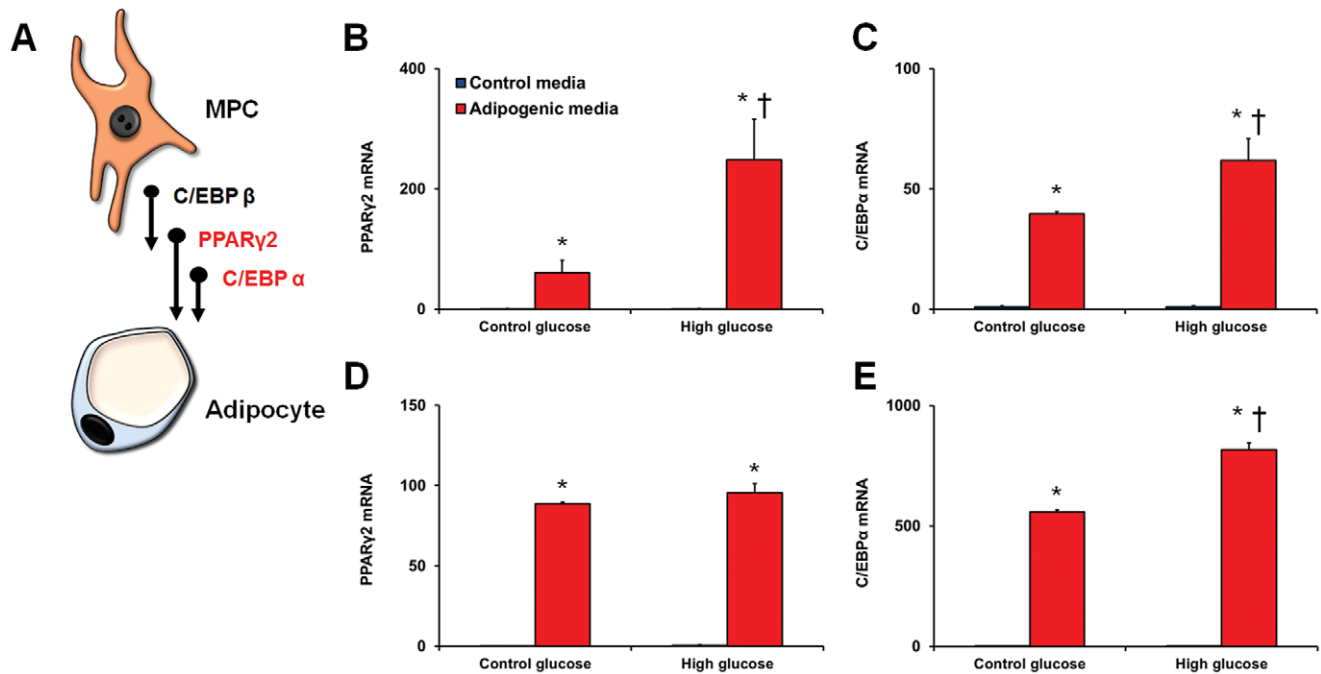 A
MPC
C/EBP β
PPARγ2
C/EBP α
Adipocyte
B
PPARγ2 mRNA
400
200
0
Control media
Adipogenic media
*
* †
Control glucose
High glucose
C
C/EBPα mRNA
100
50
0
*
* †
Control glucose
High glucose
D
PPARγ2 mRNA
150
100
50
0
*
*
Control glucose
High glucose
E
C/EBPα mRNA
1000
500
0
*
* †
Control glucose
High glucose